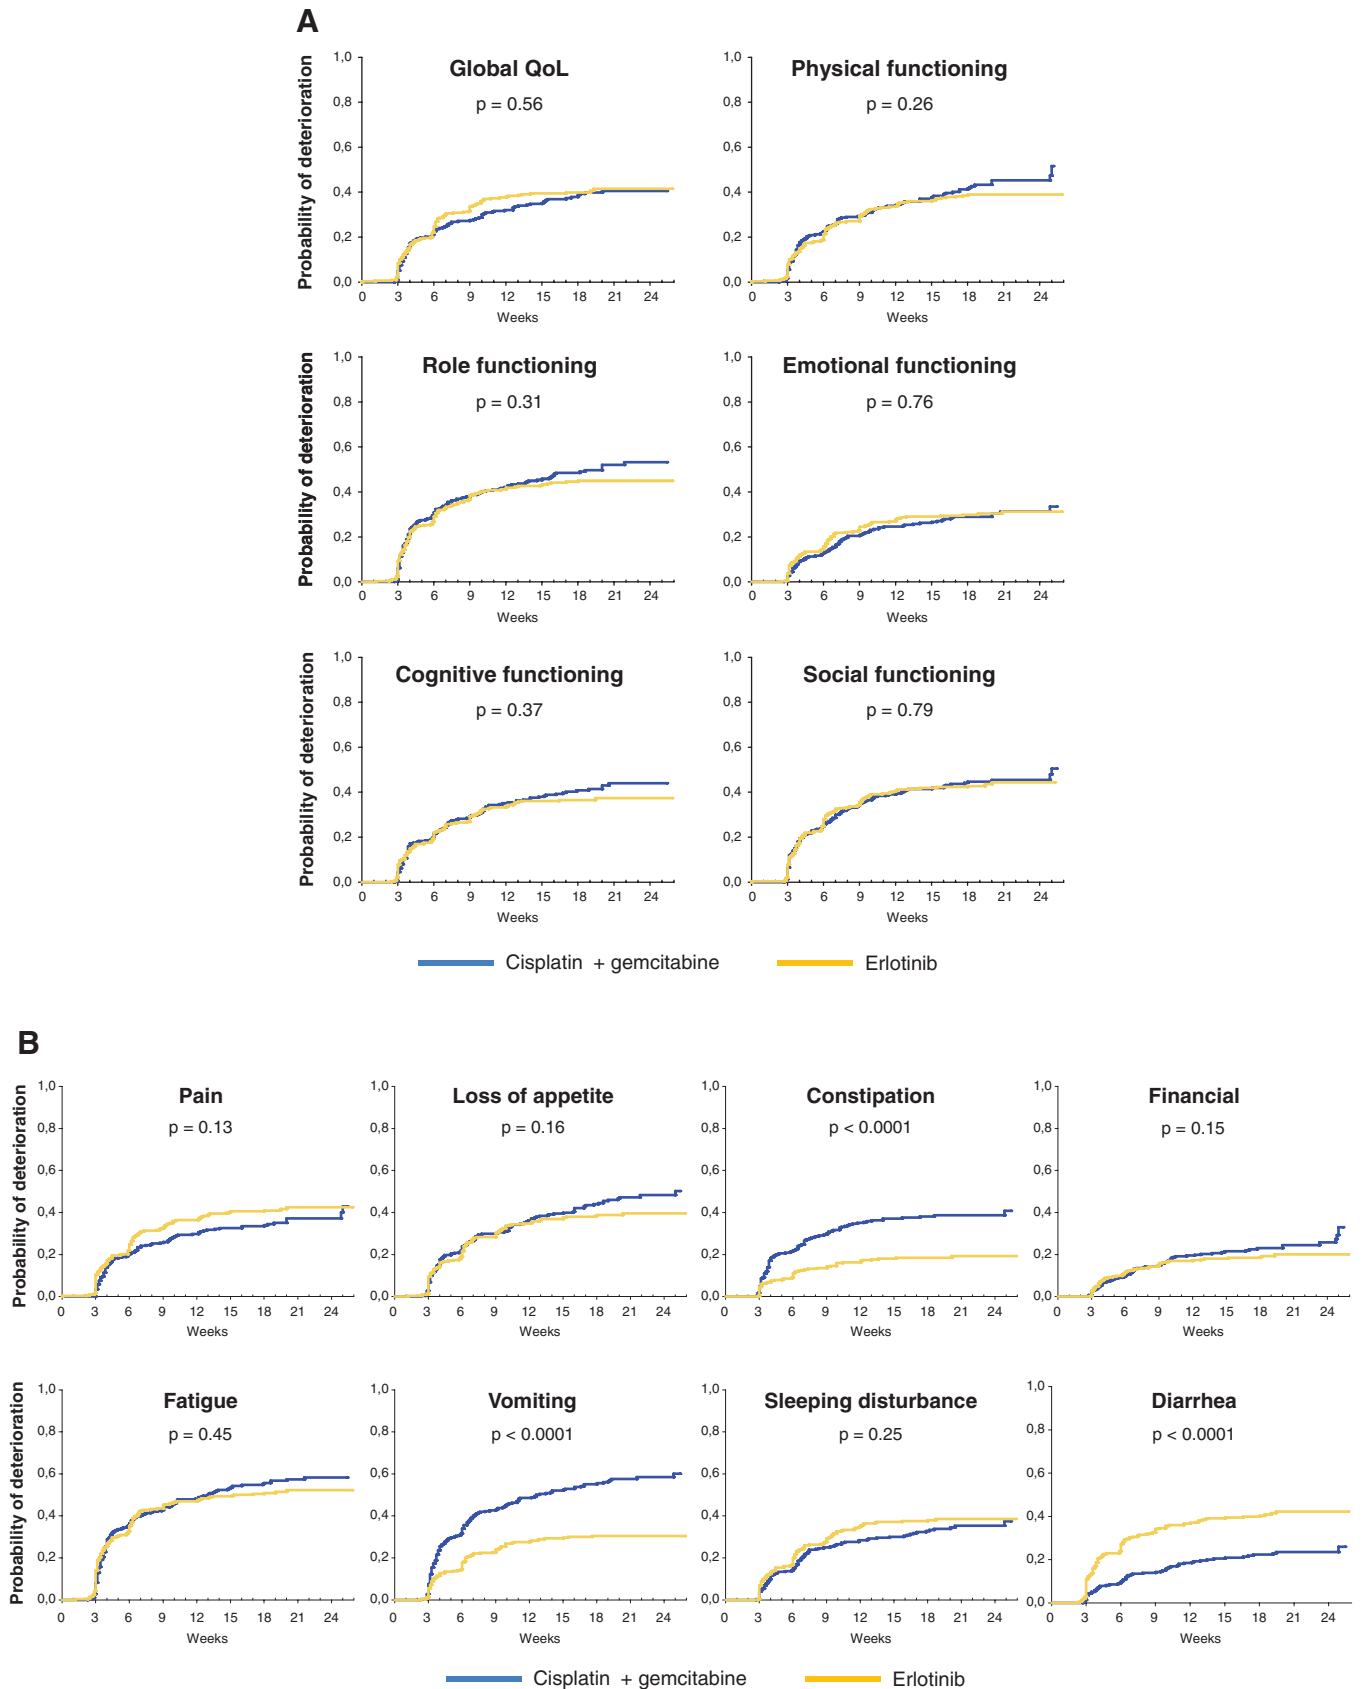 A
Global QoL
p = 0.56
Probability of deterioration
1,0
0,8
0,6
0,4
0,2
0,0
0 3 6 9 12 15 18 21 24
Weeks
Physical functioning
p = 0.26
1,0
0,8
0,6
0,4
0,2
0,0
0 3 6 9 12 15 18 21 24
Weeks
Role functioning
p = 0.31
Probability of deterioration
1,0
0,8
0,6
0,4
0,2
0,0
0 3 6 9 12 15 18 21 24
Weeks
Emotional functioning
p = 0.76
1,0
0,8
0,6
0,4
0,2
0,0
0 3 6 9 12 15 18 21 24
Weeks
Cognitive functioning
p = 0.37
Probability of deterioration
1,0
0,8
0,6
0,4
0,2
0,0
0 3 6 9 12 15 18 21 24
Weeks
Social functioning
p = 0.79
1,0
0,8
0,6
0,4
0,2
0,0
0 3 6 9 12 15 18 21 24
Weeks
Cisplatin + gemcitabine
Erlotinib
B
Pain
p = 0.13
Probability of deterioration
1,0
0,8
0,6
0,4
0,2
0,0
0 3 6 9 12 15 18 21 24
Weeks
Loss of appetite
p = 0.16
1,0
0,8
0,6
0,4
0,2
0,0
0 3 6 9 12 15 18 21 24
Weeks
Constipation
p < 0.0001
1,0
0,8
0,6
0,4
0,2
0,0
0 3 6 9 12 15 18 21 24
Weeks
Financial
p = 0.15
1,0
0,8
0,6
0,4
0,2
0,0
0 3 6 9 12 15 18 21 24
Weeks
Fatigue
p = 0.45
Probability of deterioration
1,0
0,8
0,6
0,4
0,2
0,0
0 3 6 9 12 15 18 21 24
Weeks
Vomiting
p < 0.0001
1,0
0,8
0,6
0,4
0,2
0,0
0 3 6 9 12 15 18 21 24
Weeks
Sleeping disturbance
p = 0.25
1,0
0,8
0,6
0,4
0,2
0,0
0 3 6 9 12 15 18 21 24
Weeks
Diarrhea
p < 0.0001
1,0
0,8
0,6
0,4
0,2
0,0
0 3 6 9 12 15 18 21 24
Weeks
Cisplatin + gemcitabine
Erlotinib